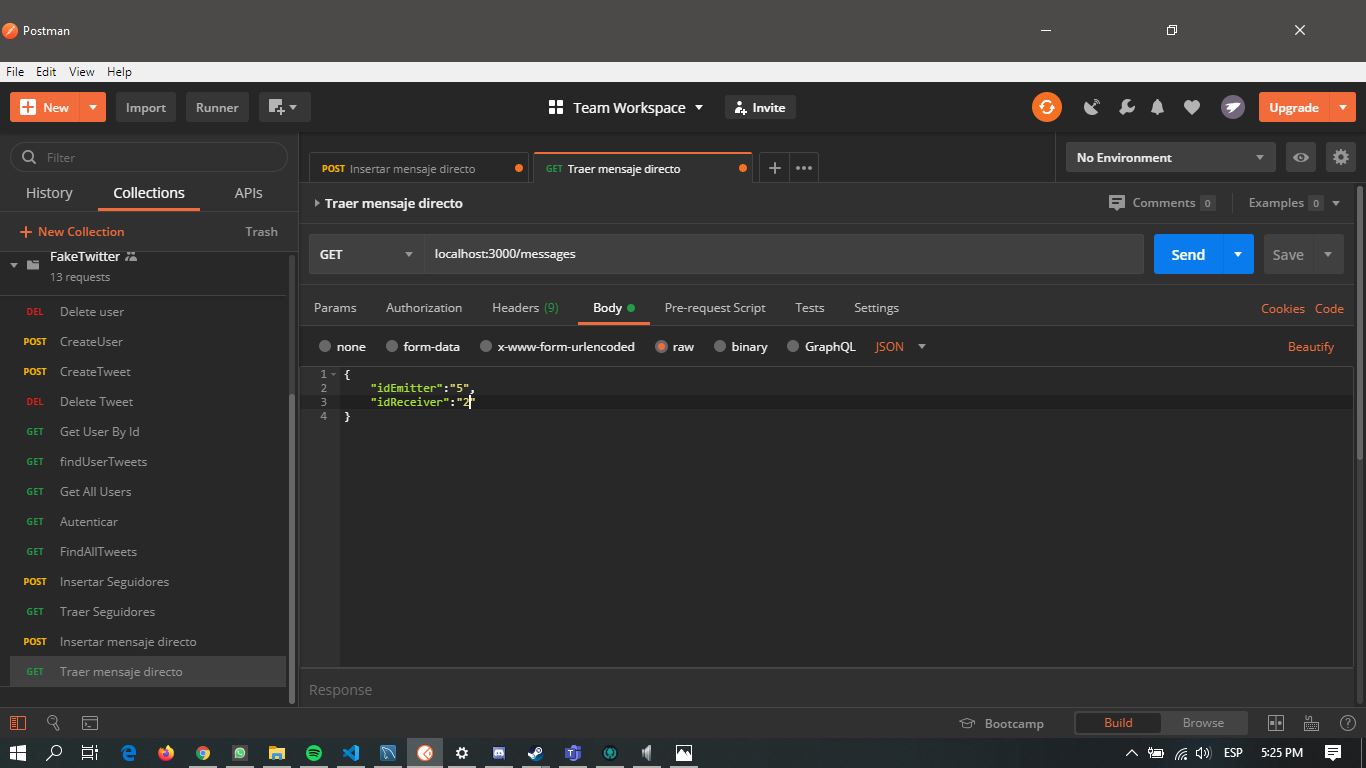 Postman
File Edit View Help
New Import Runner Team Workspace Invite Upgrade
Filter
History Collections APIs
New Collection Trash
FakeTwitter
13 requests
DEL Delete user
POST CreateUser
POST CreateTweet
DEL Delete Tweet
GET Get User By Id
GET findUserTweets
GET Get All Users
GET Autenticar
GET FindAllTweets
POST Insertar Seguidores
GET Traer Seguidores
POST Insertar mensaje directo
GET Traer mensaje directo
POST Insertar mensaje directo GET Traer mensaje directo No Environment
Traer mensaje directo Comments 0 Examples 0
GET localhost:3000/messages Send Save
Params Authorization Headers (9) Body Pre-request Script Tests Settings Cookies Code
none form-data x-www-form-urlencoded raw binary GraphQL JSON Beautify
1 {
2 "idEmitter":"5",
3 "idReceiver":"2"
4 }
Response
Bootcamp Build Browse
ESP 5:25 PM